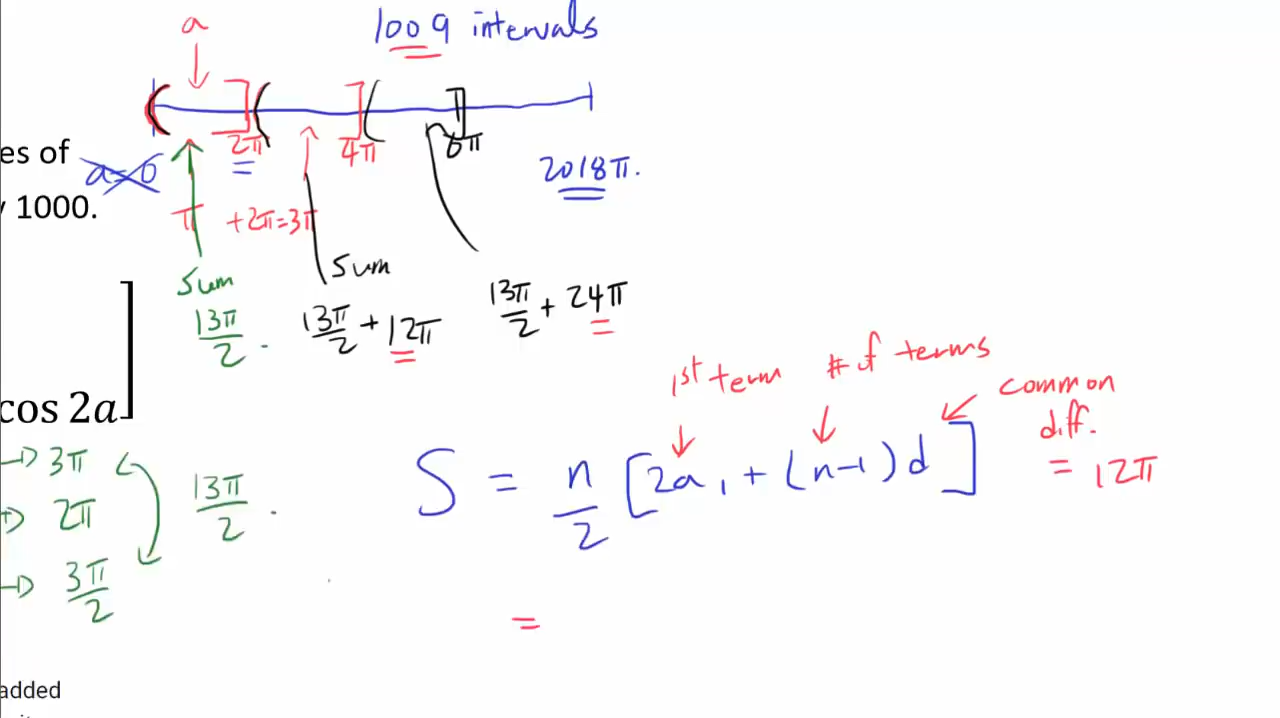 a
1009 intervals
2π 4π 6π
es of
a=0
2018π.
y 1000.
π +2π=3π
Sum Sum
13π/2 . 13π/2 + 12π 13π/2 + 24π
1st term # of terms
common
diff.
= 12π
cos 2a]
→ 3π
→ 2π 13π/2 .
→ 3π/2
S = n/2 [2a₁ + (n-1)d]
=
added